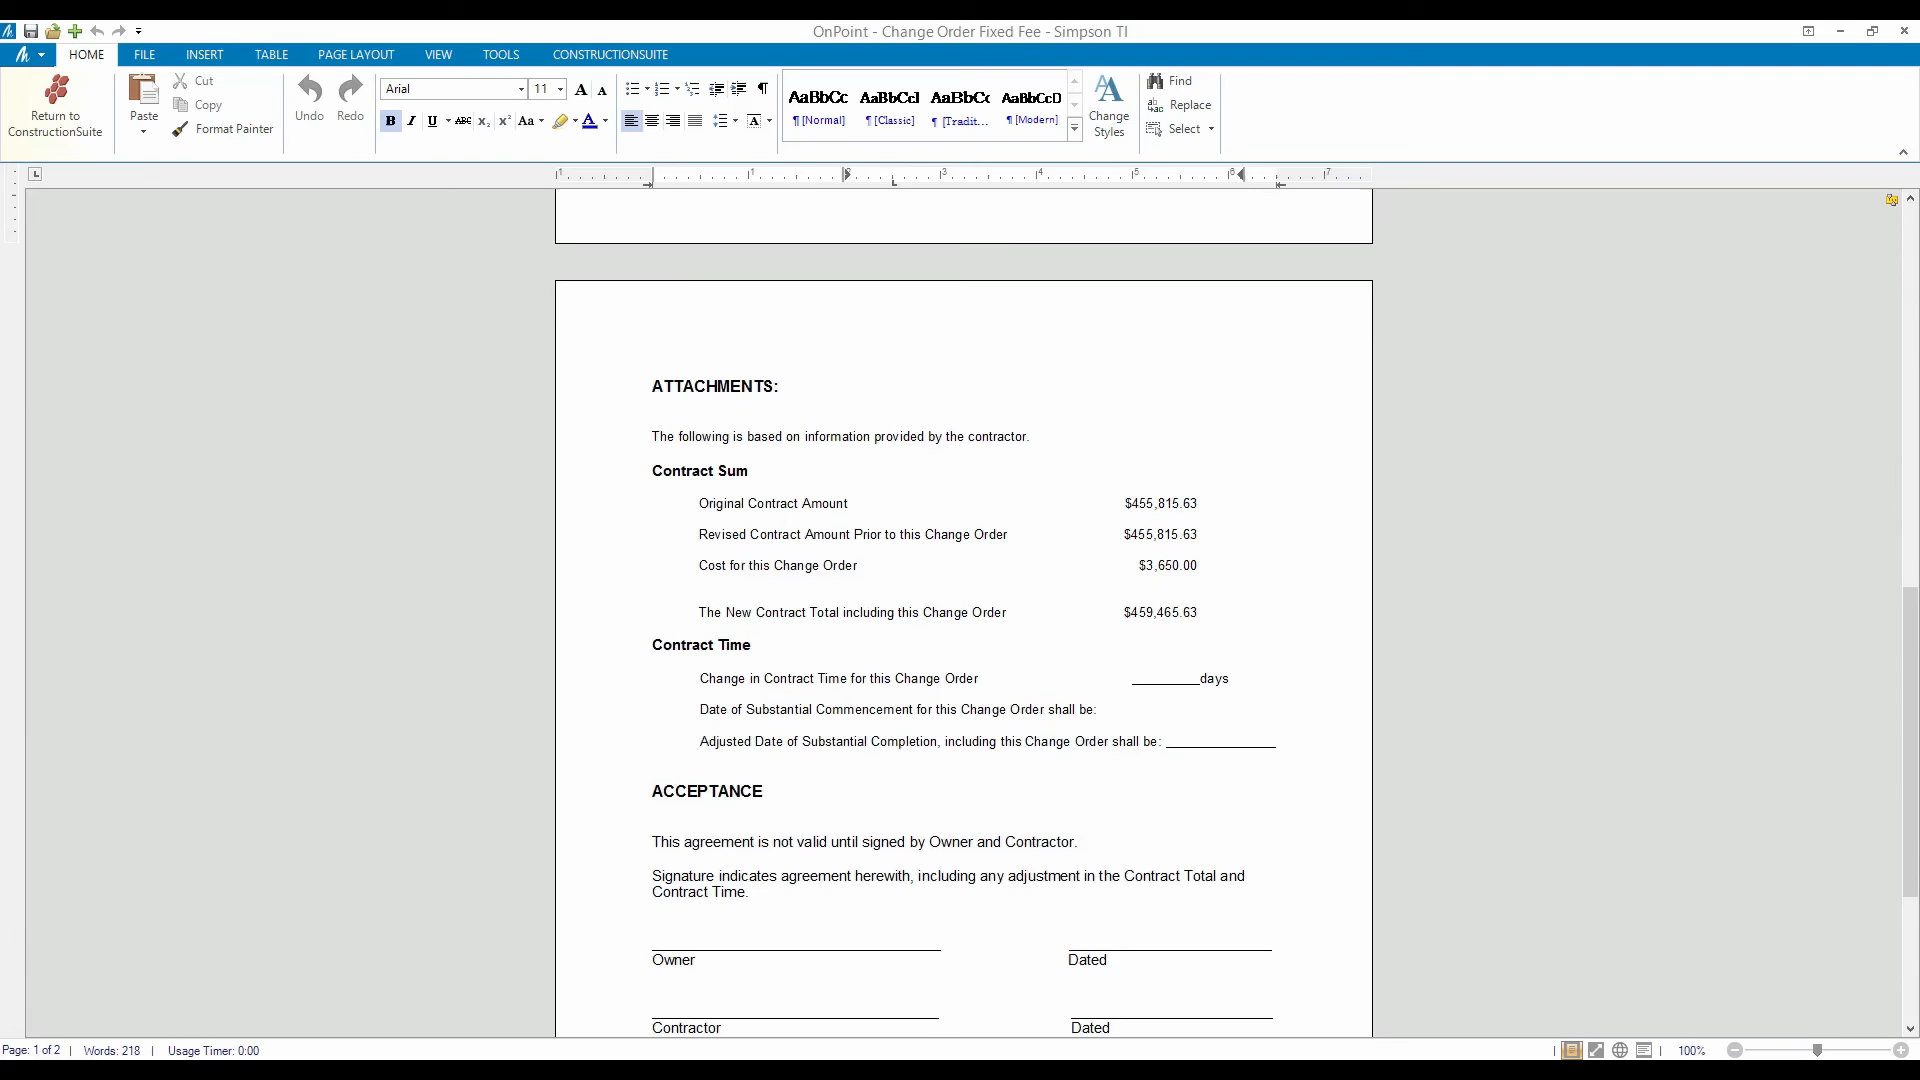 OnPoint - Change Order Fixed Fee - Simpson TI
HOME FILE INSERT TABLE PAGE LAYOUT VIEW TOOLS CONSTRUCTIONSUITE
Return to
ConstructionSuite
Paste
Cut
Copy
Format Painter
Undo
Redo
Arial
11
AaBbCc
¶ [Normal]
AaBbCcI
¶ [Classic]
AaBbCc
¶ [Tradit...
AaBbCcD
¶ [Modern]
Change
Styles
Find
Replace
Select
1 1 2 3 4 5 6 7
ATTACHMENTS:
The following is based on information provided by the contractor.
Contract Sum
Original Contract Amount $455,815.63
Revised Contract Amount Prior to this Change Order $455,815.63
Cost for this Change Order $3,650.00
The New Contract Total including this Change Order $459,465.63
Contract Time
Change in Contract Time for this Change Order _________days
Date of Substantial Commencement for this Change Order shall be:
Adjusted Date of Substantial Completion, including this Change Order shall be: ______________
ACCEPTANCE
This agreement is not valid until signed by Owner and Contractor.
Signature indicates agreement herewith, including any adjustment in the Contract Total and
Contract Time.
Owner Dated
Contractor Dated
Page: 1 of 2 | Words: 218 | Usage Timer: 0:00
100%